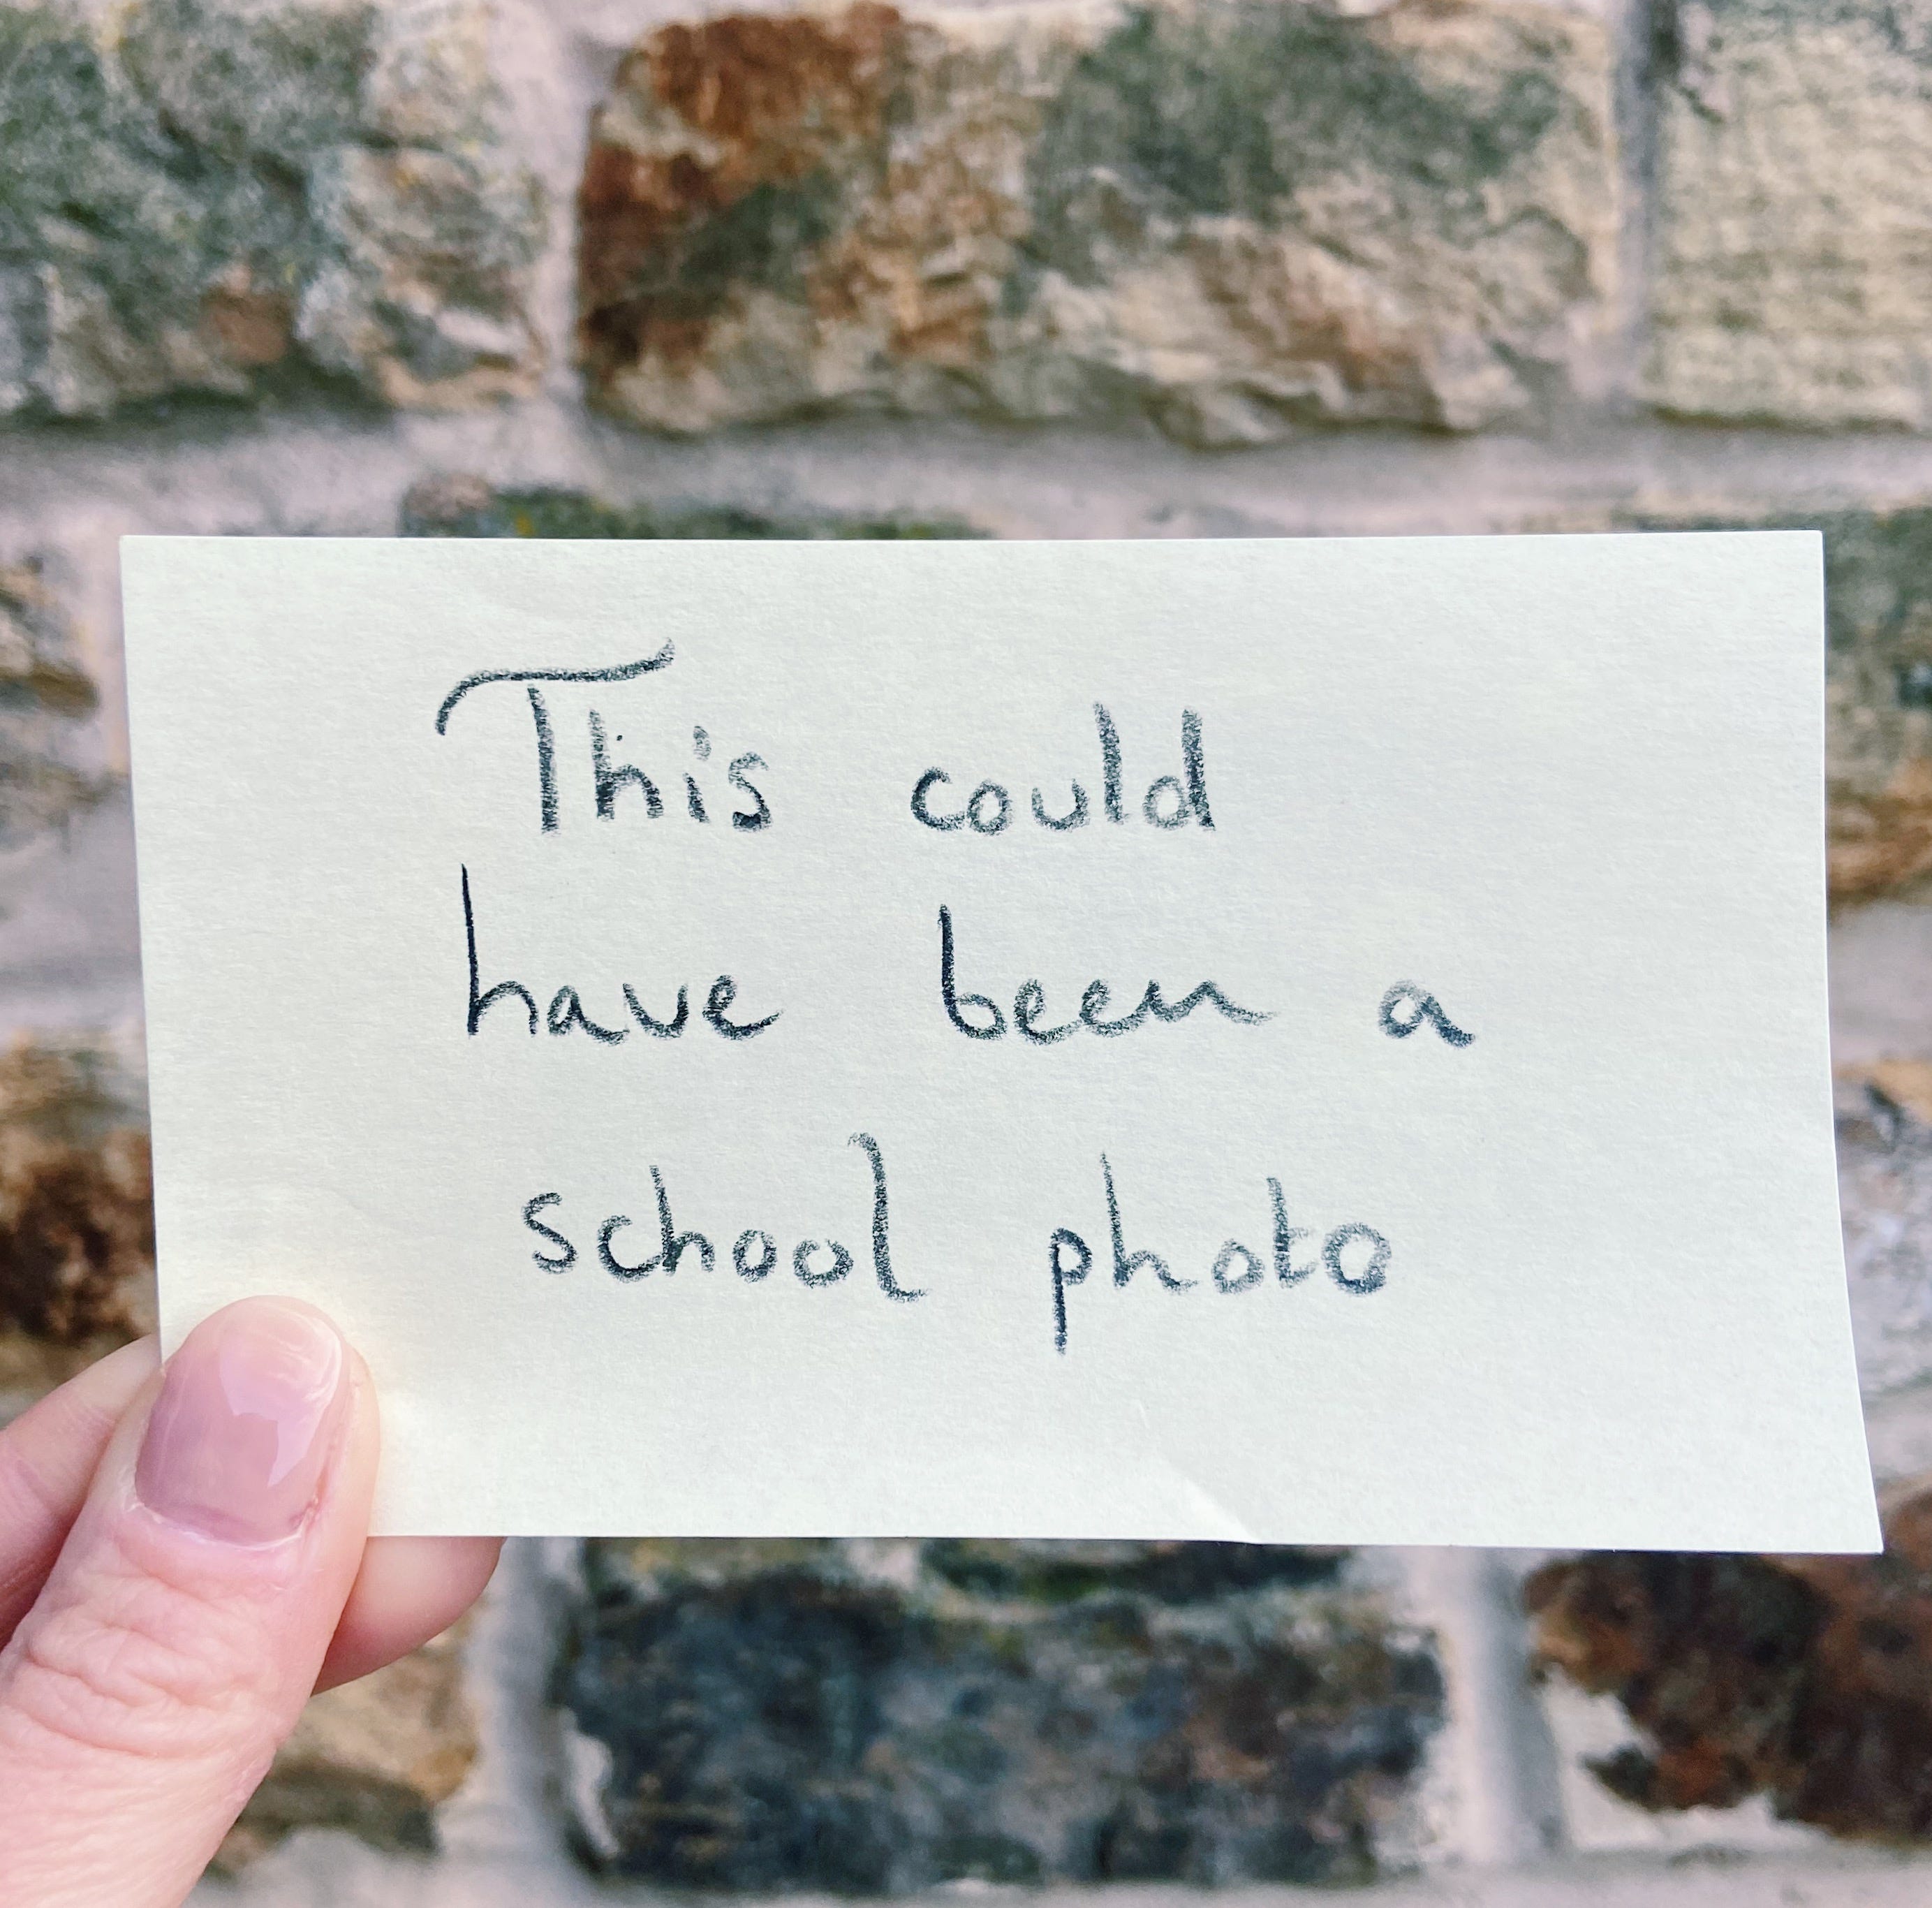 This could
have been a
school photo